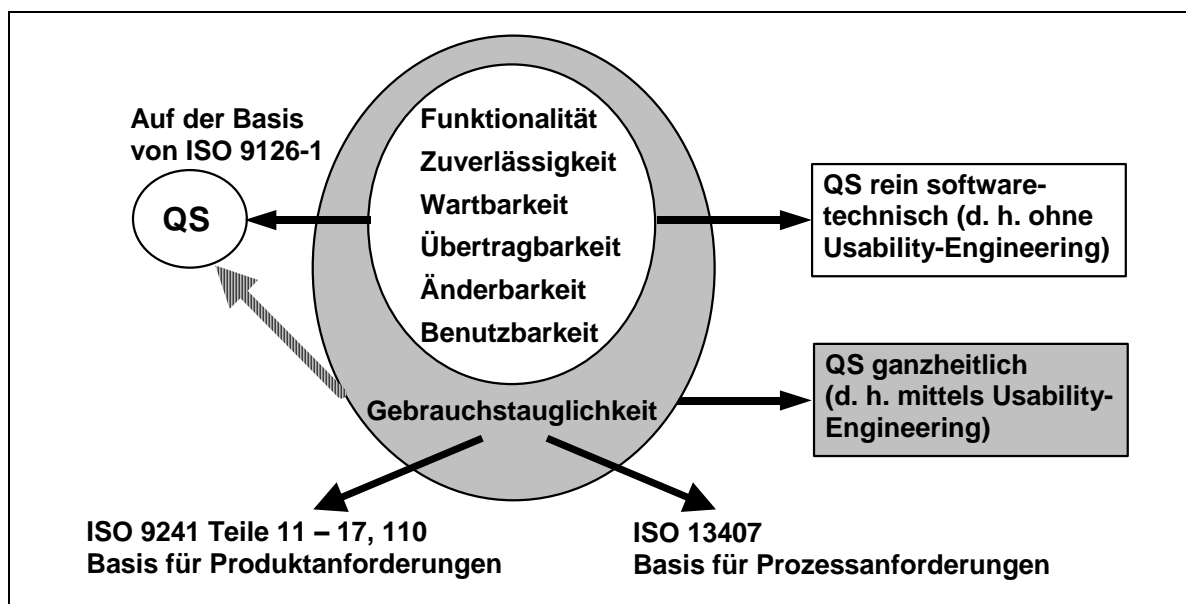 Auf der Basis
von ISO 9126-1
QS
Funktionalität
Zuverlässigkeit
Wartbarkeit
Übertragbarkeit
Änderbarkeit
Benutzbarkeit
Gebrauchstauglichkeit
QS rein software-
technisch (d. h. ohne
Usability-Engineering)
QS ganzheitlich
(d. h. mittels Usability-
Engineering)
ISO 9241 Teile 11 – 17, 110
Basis für Produktanforderungen
ISO 13407
Basis für Prozessanforderungen